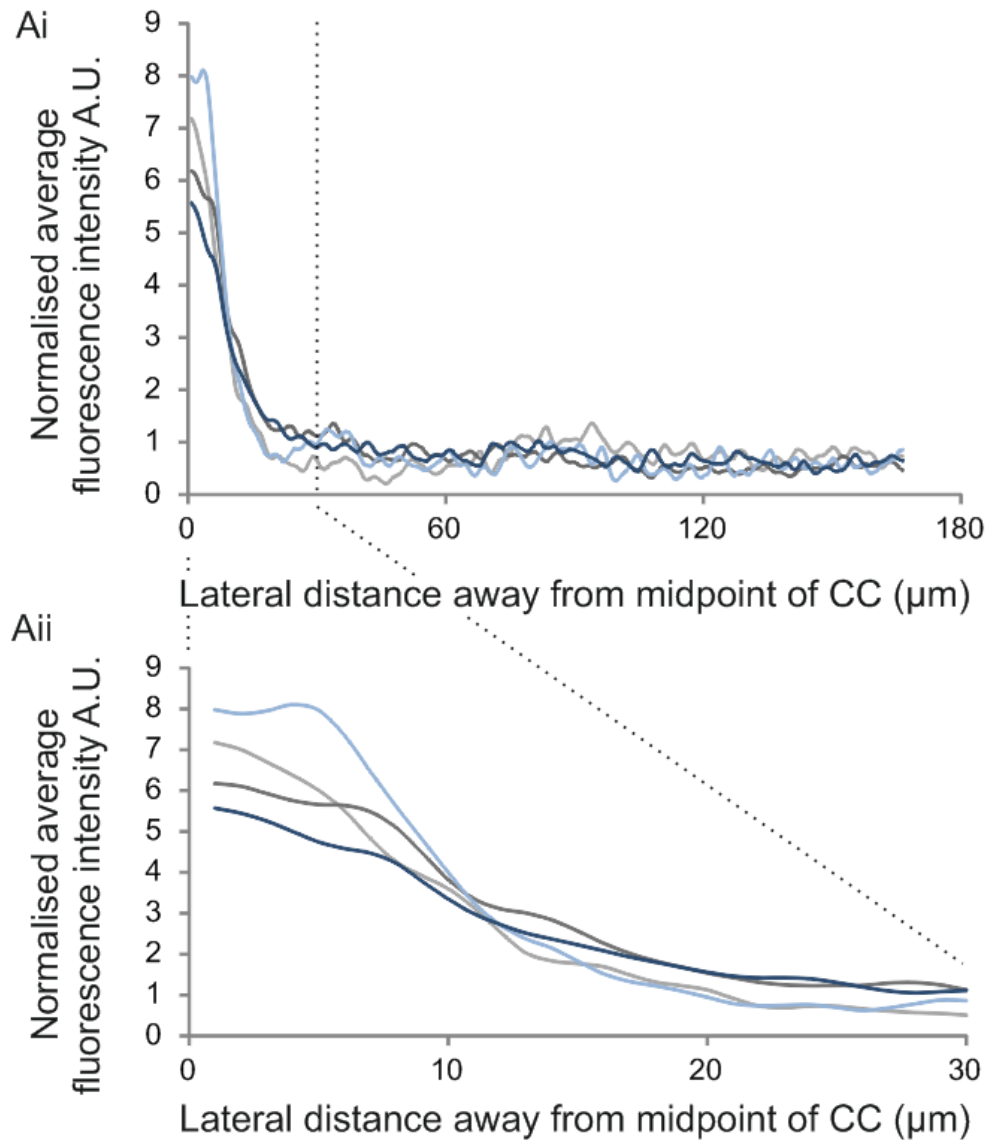 Ai
Normalised average
fluorescence intensity A.U.
9
8
7
6
5
4
3
2
1
0
0 60 120 180
Lateral distance away from midpoint of CC (µm)
Aii
Normalised average
fluorescence intensity A.U.
9
8
7
6
5
4
3
2
1
0
0 10 20 30
Lateral distance away from midpoint of CC (µm)